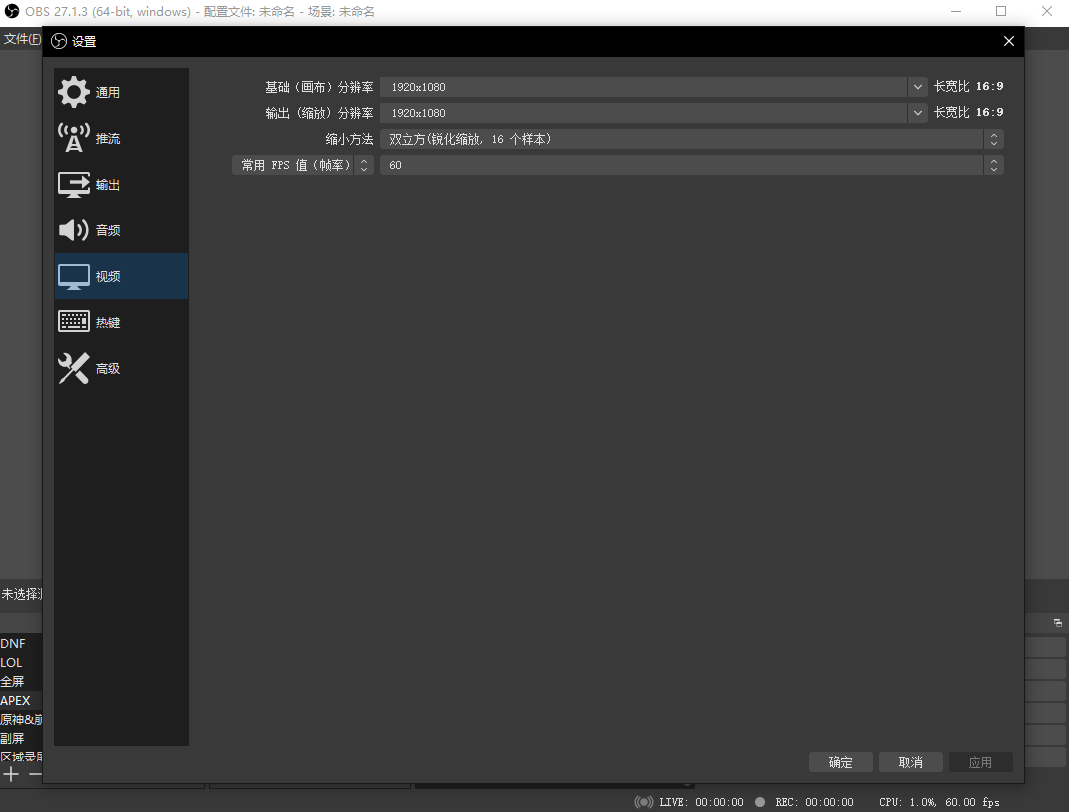 OBS 27.1.3 (64-bit, windows) - 配置文件: 未命名 - 场景: 未命名
文件(F)
设置
通用
推流
输出
音频
视频
热键
高级
基础（画布）分辨率 1920x1080 长宽比 16:9
输出（缩放）分辨率 1920x1080 长宽比 16:9
缩小方法 双立方(锐化缩放, 16 个样本)
常用 FPS 值（帧率） 60
未选择
DNF
LOL
全屏
APEX
原神&
副屏
区域录
确定 取消 应用
LIVE: 00:00:00 REC: 00:00:00 CPU: 1.0%, 60.00 fps